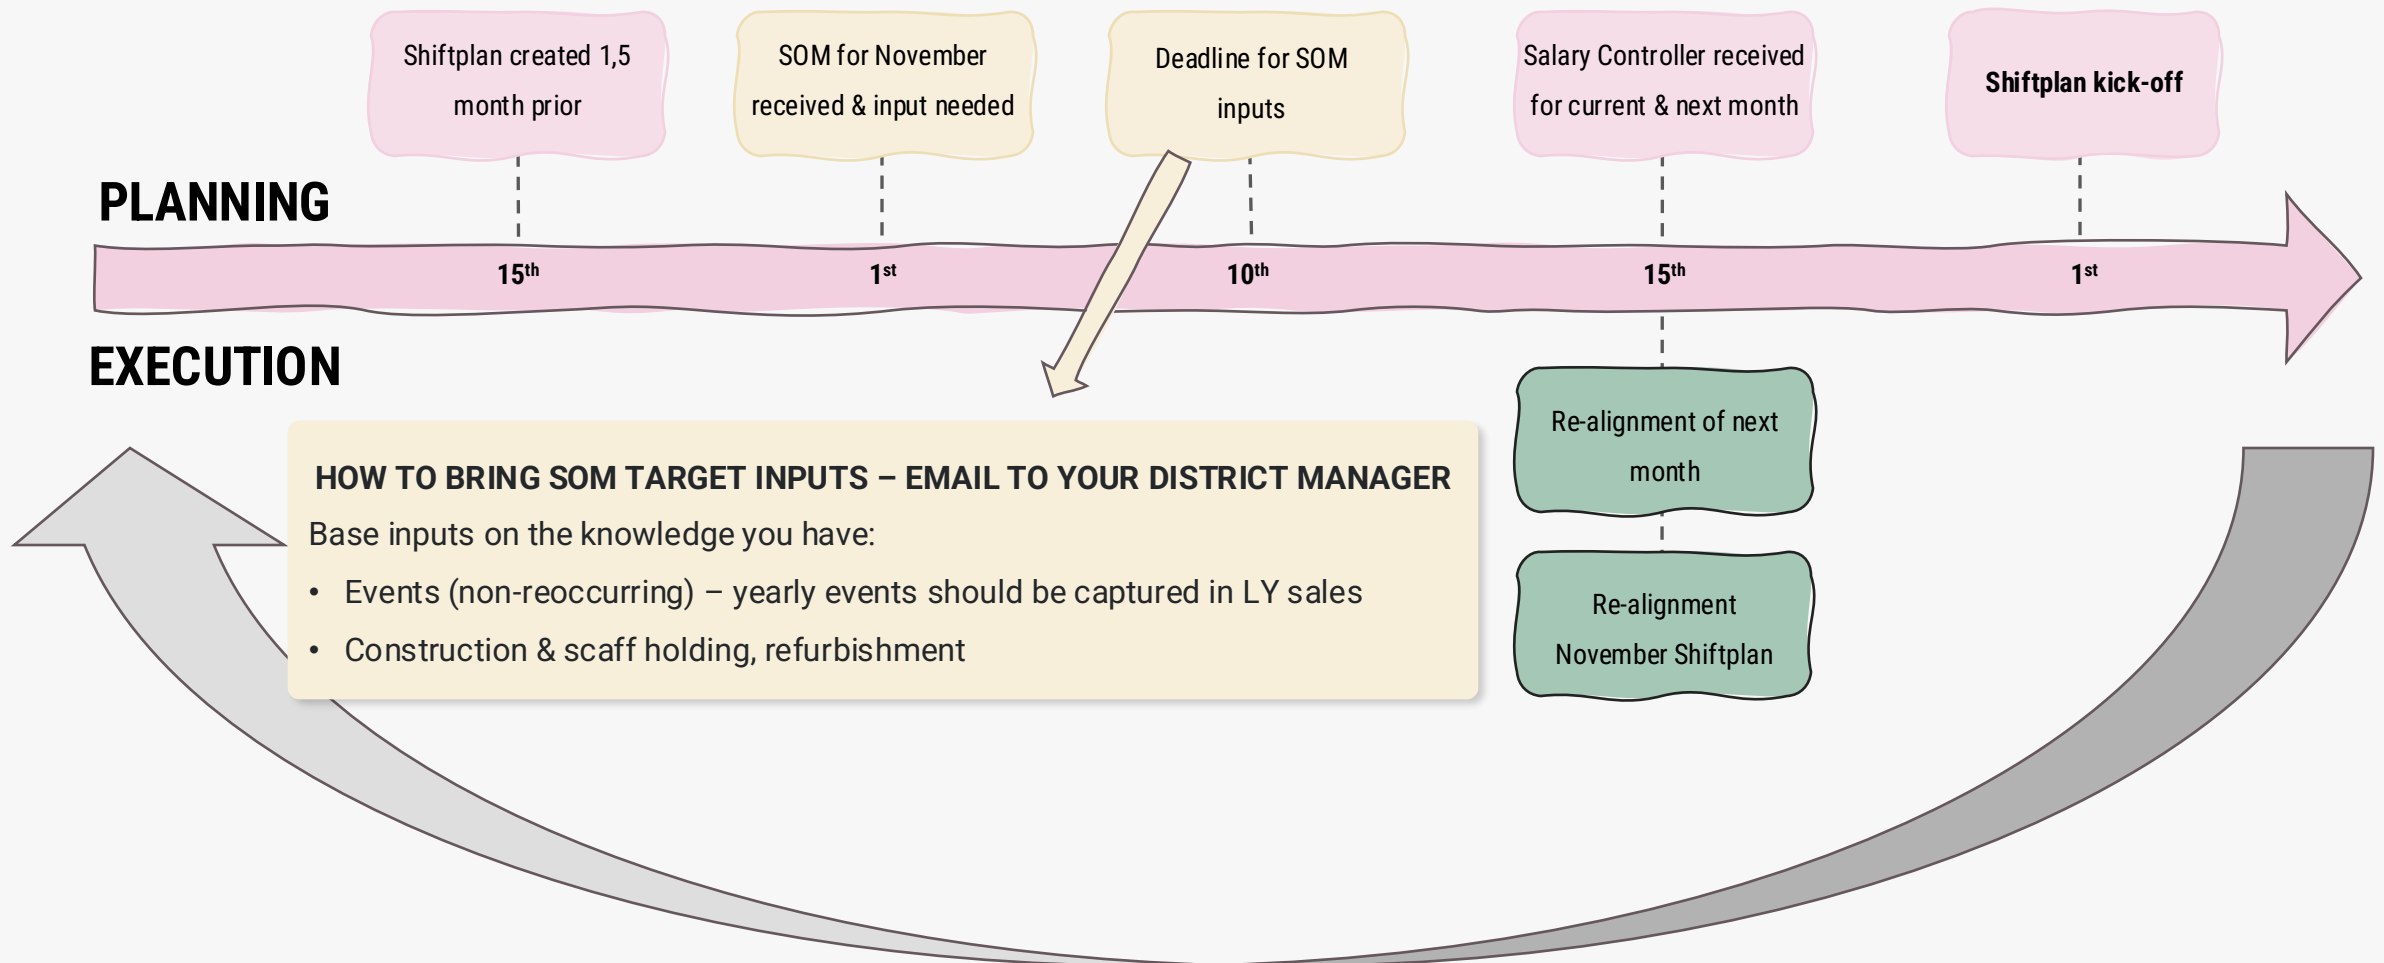 Shiftplan created 1,5
month prior
SOM for November
received & input needed
Deadline for SOM
inputs
Salary Controller received
for current & next month
Shiftplan kick-off
PLANNING
15th
1st
10th
15th
1st
EXECUTION
HOW TO BRING SOM TARGET INPUTS – EMAIL TO YOUR DISTRICT MANAGER
Base inputs on the knowledge you have:
• Events (non-reoccurring) – yearly events should be captured in LY sales
• Construction & scaff holding, refurbishment
Re-alignment of next
month
Re-alignment
November Shiftplan